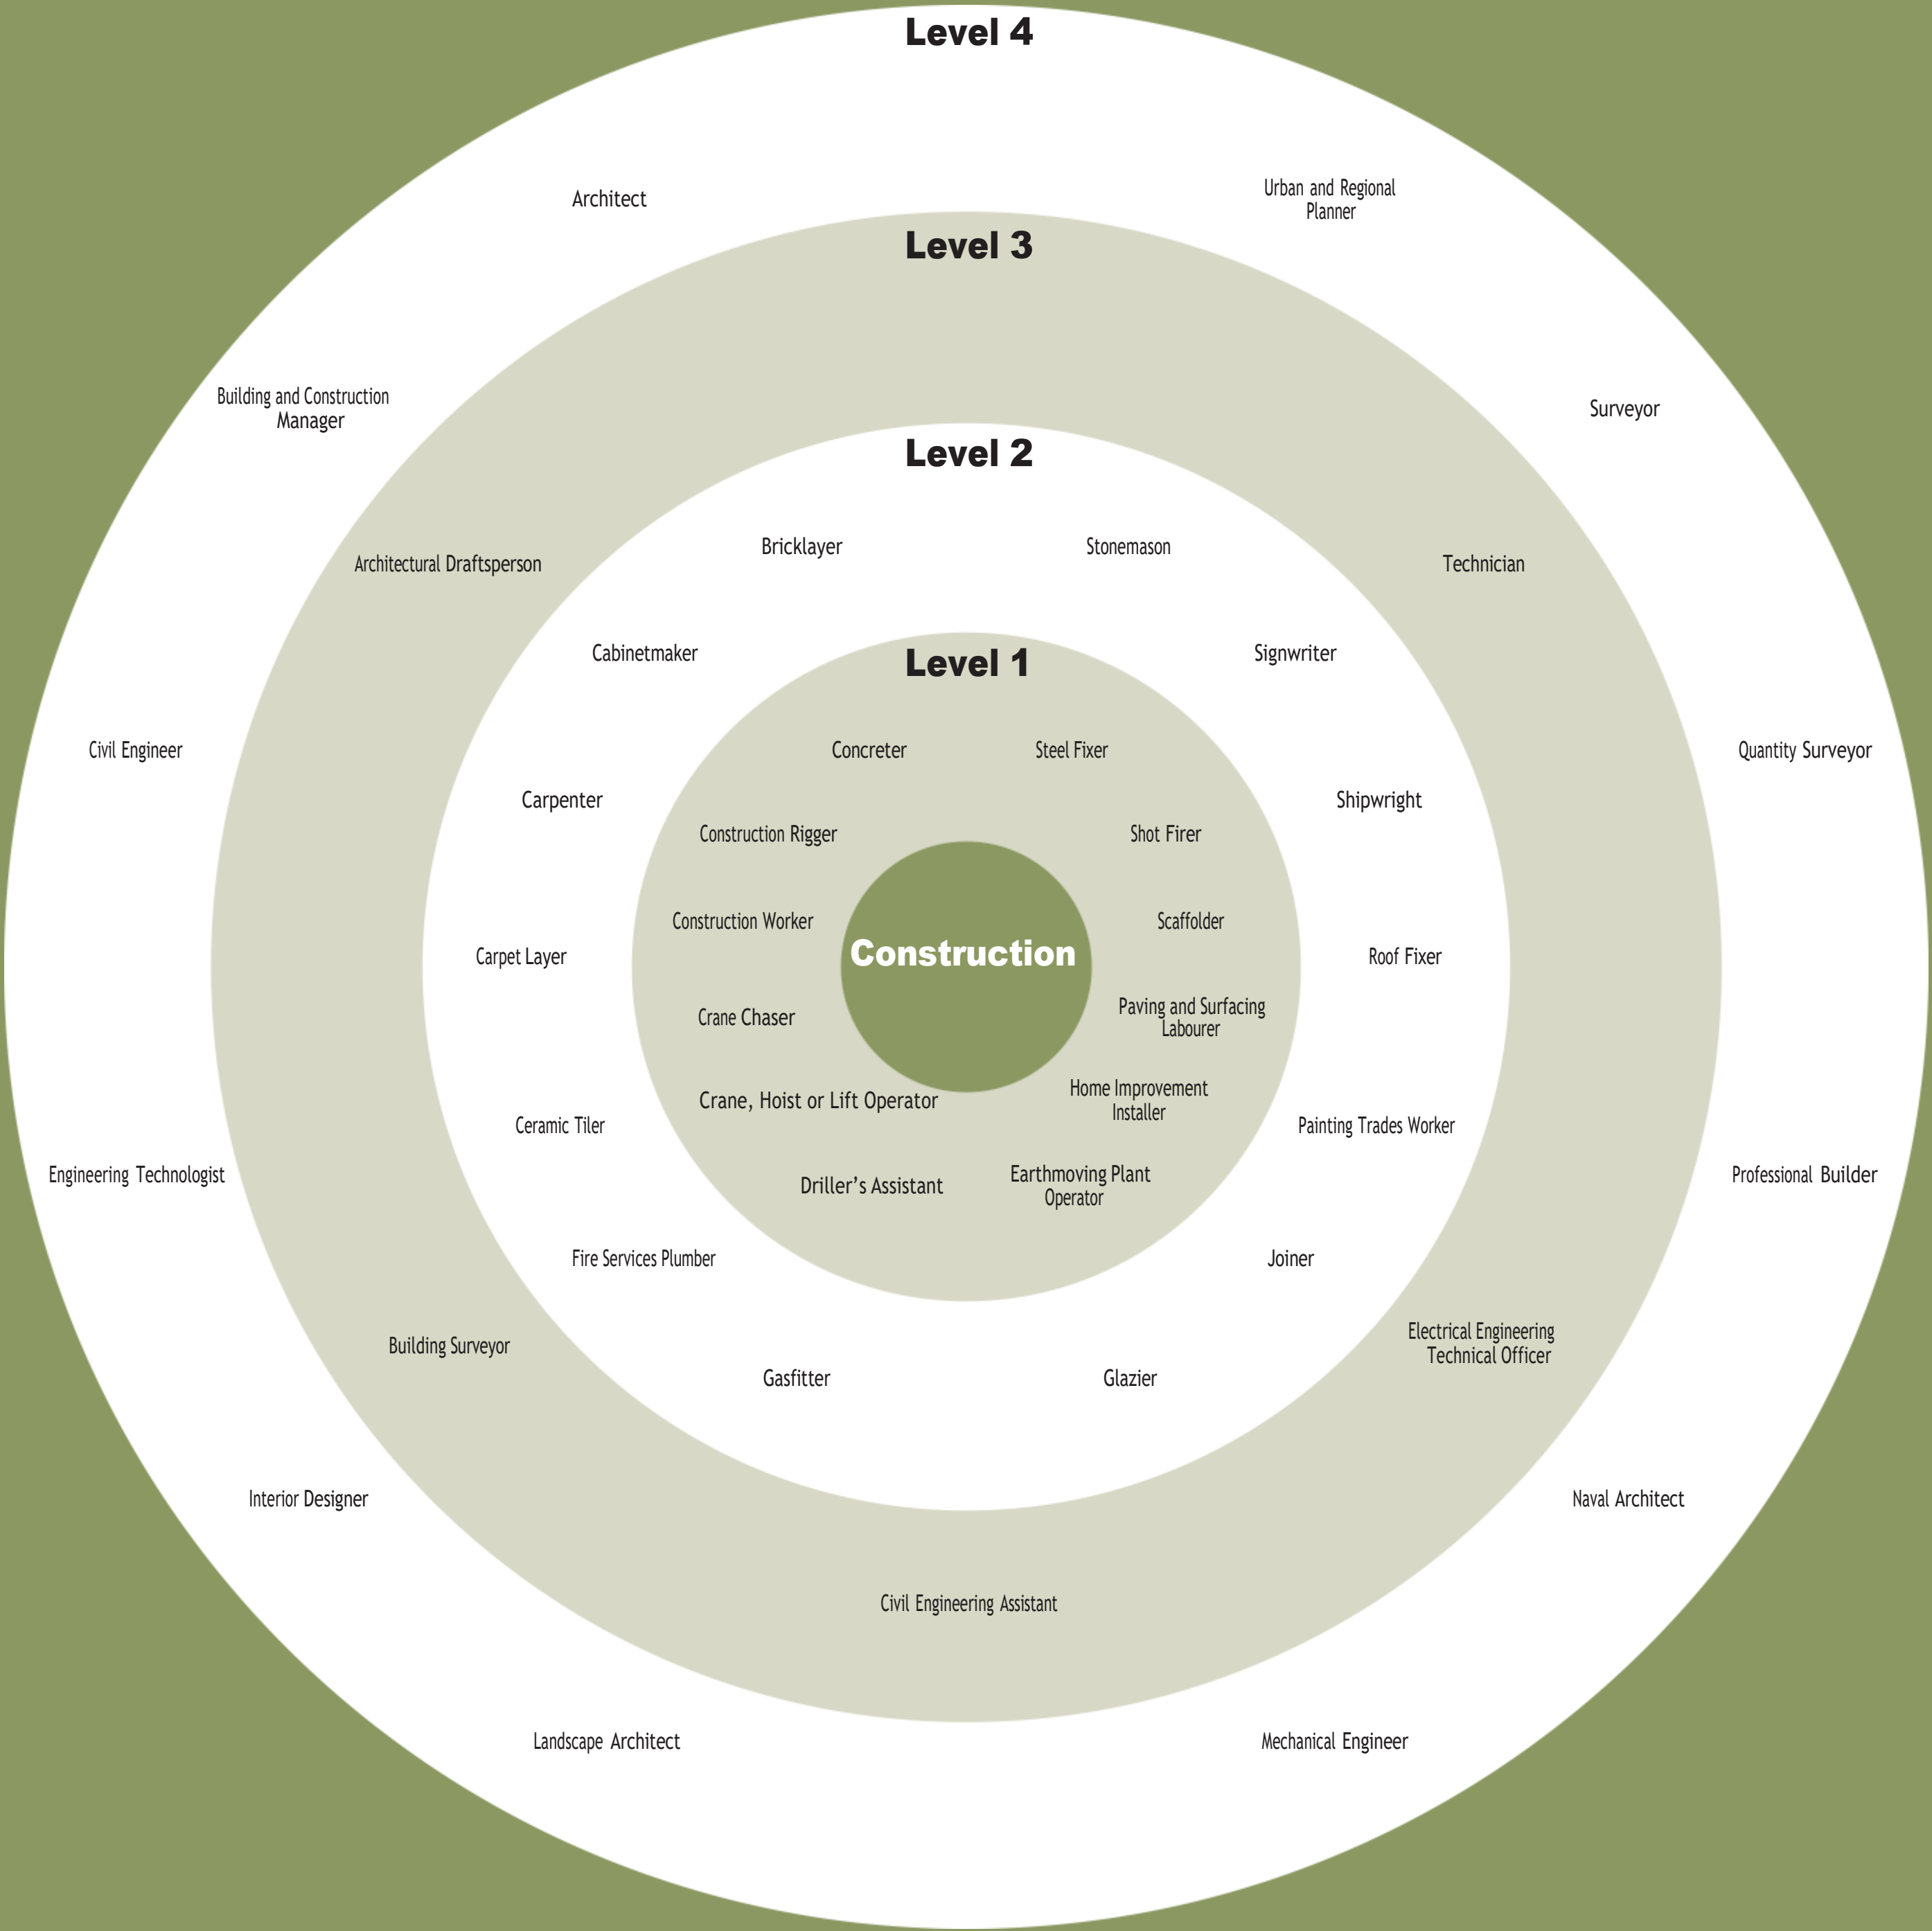 Level 4
Architect
Urban and Regional
Planner
Building and Construction
Manager
Surveyor
Civil Engineer
Quantity Surveyor
Engineering Technologist
Professional Builder
Interior Designer
Naval Architect
Landscape Architect
Mechanical Engineer
Level 3
Architectural Draftsperson
Technician
Building Surveyor
Electrical Engineering
Technical Officer
Civil Engineering Assistant
Level 2
Bricklayer
Stonemason
Cabinetmaker
Signwriter
Carpenter
Shipwright
Carpet Layer
Roof Fixer
Ceramic Tiler
Painting Trades Worker
Fire Services Plumber
Joiner
Gasfitter
Glazier
Level 1
Concreter
Steel Fixer
Construction Rigger
Shot Firer
Construction Worker
Scaffolder
Crane Chaser
Paving and Surfacing
Labourer
Crane, Hoist or Lift Operator
Home Improvement
Installer
Driller’s Assistant
Earthmoving Plant
Operator
Construction